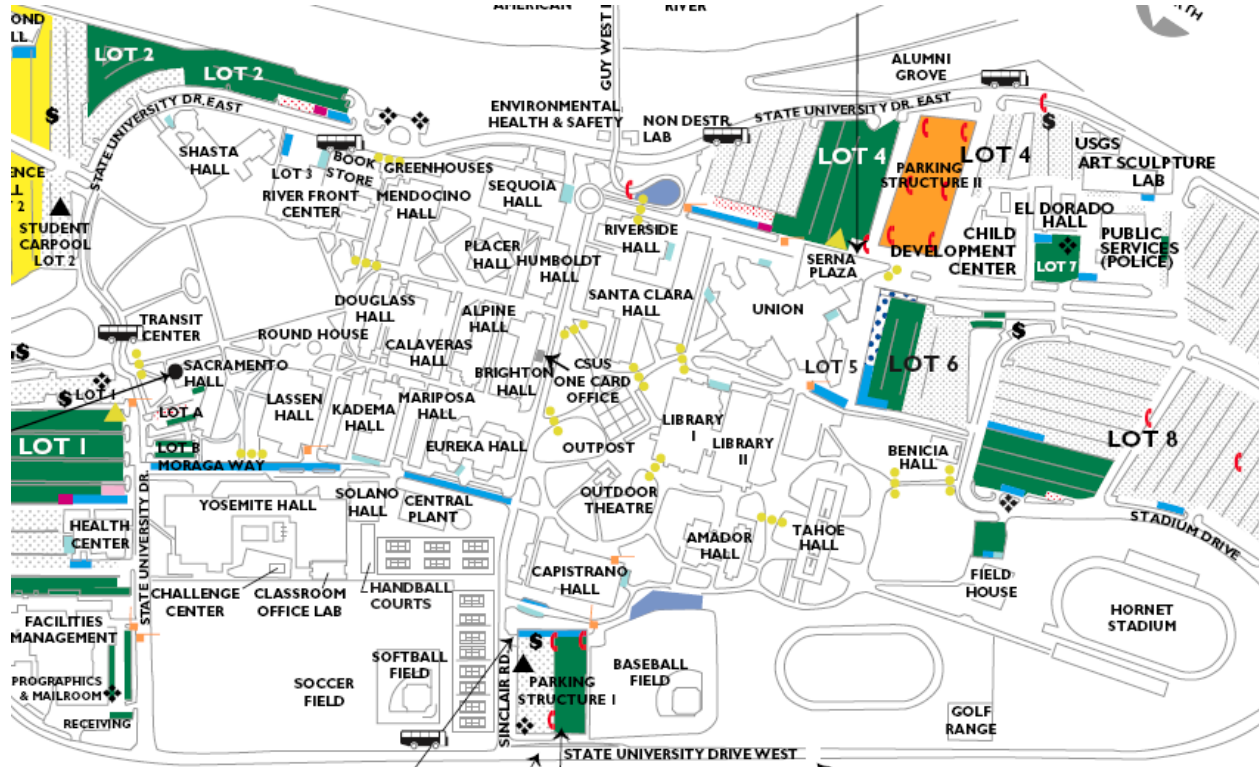 AMERICAN
RIVER
OND
LL
LOT 2
LOT 2
GUY WEST
ALUMNI
GROVE
STATE UNIVERSITY DR. EAST
$
STATE UNIVERSITY DR. EAST
ENVIRONMENTAL
HEALTH & SAFETY
NON DESTR.
LAB
$
SHASTA
HALL
LOT 3
BOOK
STORE
GREENHOUSES
LOT 4
LOT 4
PARKING
STRUCTURE II
USGS
ART SCULPTURE
LAB
ENCE
LL
T 2
RIVER FRONT
CENTER
MENDOCINO
HALL
SEQUOIA
HALL
STUDENT
CARPOOL
LOT 2
RIVERSIDE
HALL
EL DORADO
HALL
CHILD
DEVELOPMENT
CENTER
PUBLIC
SERVICES
(POLICE)
PLACER
HALL
HUMBOLDT
HALL
SERNA
PLAZA
LOT 7
DOUGLASS
HALL
SANTA CLARA
HALL
UNION
TRANSIT
CENTER
ROUND HOUSE
ALPINE
HALL
CALAVERAS
HALL
$
$
SACRAMENTO
HALL
BRIGHTON
HALL
CSUS
ONE CARD
OFFICE
LOT 5
LOT 6
$
LOT 1
LOT A
LASSEN
HALL
KADEMA
HALL
MARIPOSA
HALL
LIBRARY
I
LIBRARY
II
LOT 1
LOT B
MORAGA WAY
EUREKA HALL
OUTPOST
BENICIA
HALL
LOT 8
YOSEMITE HALL
SOLANO
HALL
CENTRAL
PLANT
OUTDOOR
THEATRE
STATE UNIVERSITY DR.
HEALTH
CENTER
AMADOR
HALL
TAHOE
HALL
STADIUM DRIVE
CHALLENGE
CENTER
CLASSROOM
OFFICE LAB
HANDBALL
COURTS
CAPISTRANO
HALL
FIELD
HOUSE
HORNET
STADIUM
FACILITIES
MANAGEMENT
$
SOFTBALL
FIELD
SINCLAIR RD.
BASEBALL
FIELD
PROGRAPHICS
& MAILROOM
SOCCER
FIELD
PARKING
STRUCTURE I
RECEIVING
GOLF
RANGE
STATE UNIVERSITY DRIVE WEST